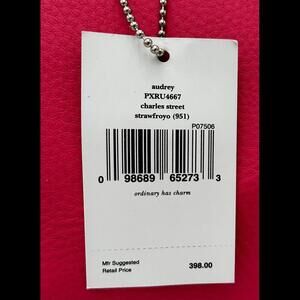 audrey
PXRU4667
charles street
strawfroyo (951)
P07506
0 98689 65273 3
ordinary has charm
Mfr Suggested
Retail Price
398.00